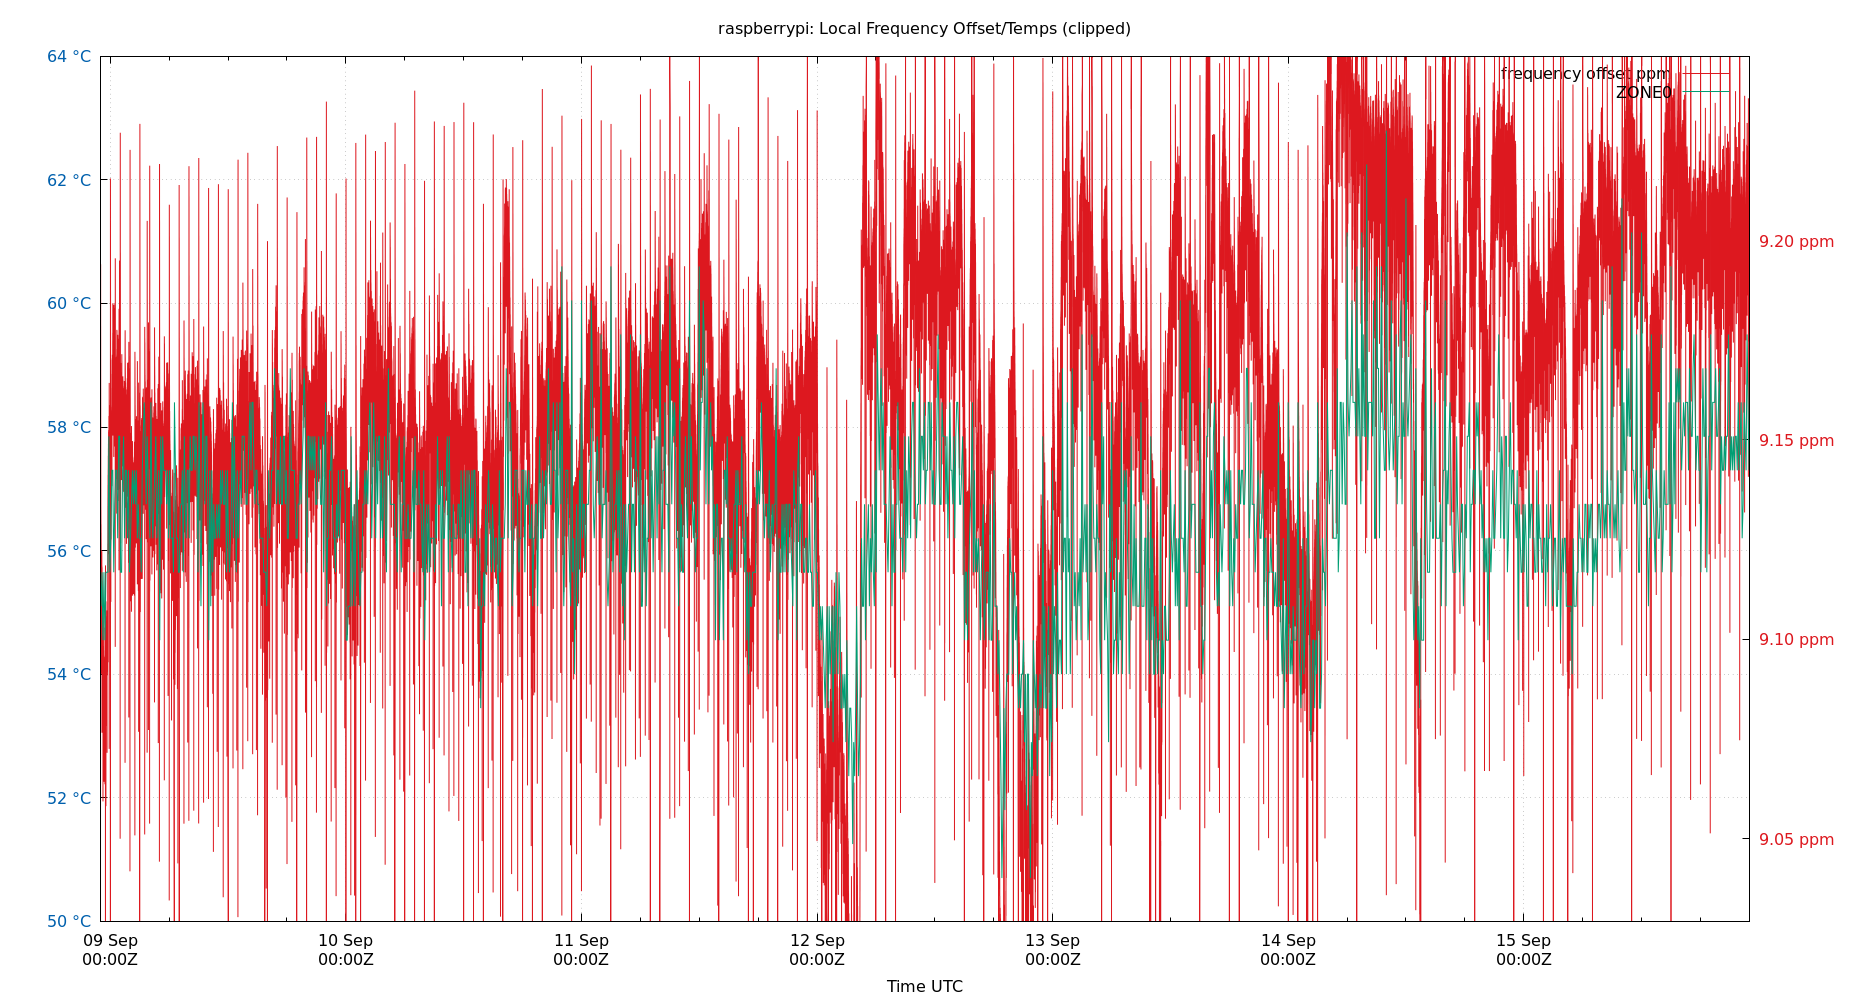 raspberrypi: Local Frequency Offset/Temps (clipped)
64 °C
62 °C
60 °C
58 °C
56 °C
54 °C
52 °C
50 °C
frequency offset ppm
ZONE0
9.20 ppm
9.15 ppm
9.10 ppm
9.05 ppm
09 Sep
00:00Z
10 Sep
00:00Z
11 Sep
00:00Z
12 Sep
00:00Z
13 Sep
00:00Z
14 Sep
00:00Z
15 Sep
00:00Z
Time UTC